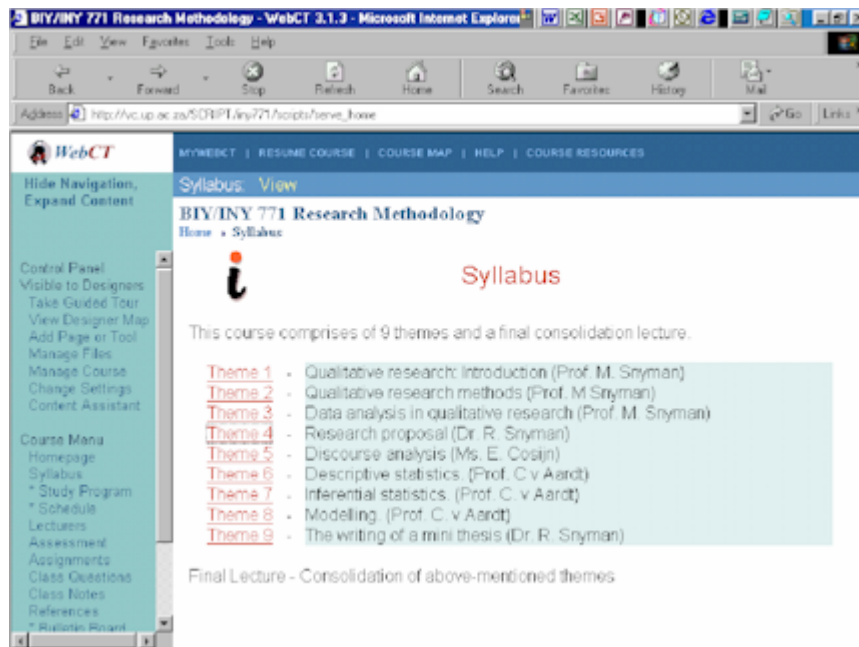 BIY/INY 771 Research Methodology - WebCT 3.1.3 - Microsoft Internet Explorer
File Edit View Favorites Tools Help
Back Forward Stop Refresh Home Search Favorites History Mail
Address http://vc.up.ac.za/SCRIPT/iny771/scripts/serve_home Go Links
WebCT
MYWEBCT | RESUME COURSE | COURSE MAP | HELP | COURSE RESOURCES
Hide Navigation,
Expand Content
Control Panel
Visible to Designers
Take Guided Tour
View Designer Map
Add Page or Tool
Manage Files
Manage Course
Change Settings
Content Assistant
Course Menu
Homepage
Syllabus
* Study Program
* Schedule
Lecturers
Assessment
Assignments
Class Questions
Class Notes
References
* Bulletin Board
Syllabus: View
BIY/INY 771 Research Methodology
Home › Syllabus
i
Syllabus
This course comprises of 9 themes and a final consolidation lecture.
Theme 1 - Qualitative research: Introduction (Prof. M. Snyman)
Theme 2 - Qualitative research methods (Prof. M Snyman)
Theme 3 - Data analysis in qualitative research (Prof. M. Snyman)
Theme 4 - Research proposal (Dr. R. Snyman)
Theme 5 - Discourse analysis (Ms. E. Cosijn)
Theme 6 - Descriptive statistics. (Prof. C v Aardt)
Theme 7 - Inferential statistics. (Prof. C. v Aardt)
Theme 8 - Modelling. (Prof. C. v Aardt)
Theme 9 - The writing of a mini thesis (Dr. R. Snyman)
Final Lecture - Consolidation of above-mentioned themes